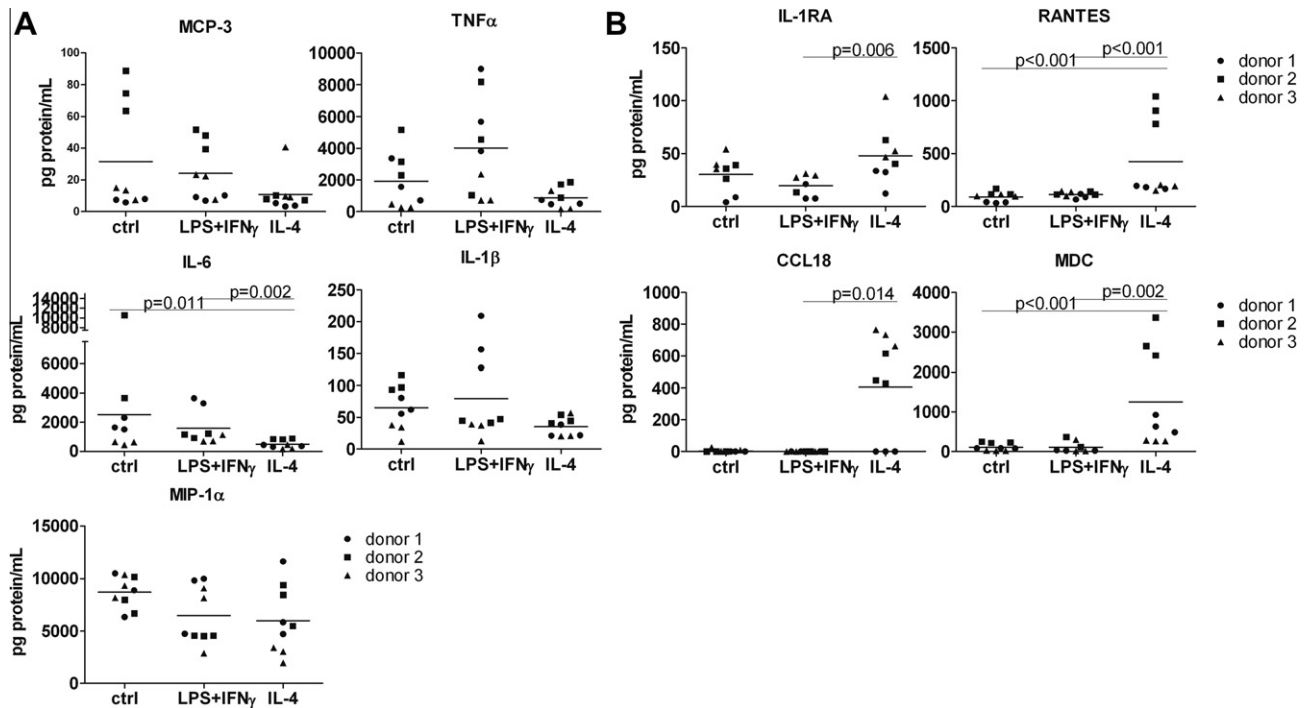 A
MCP-3
pg protein/mL
100
80
60
40
20
0
ctrl LPS+IFNγ IL-4
TNFα
10000
8000
6000
4000
2000
0
ctrl LPS+IFNγ IL-4
IL-6
pg protein/mL
14000
12000
10000
8000
6000
4000
2000
0
p=0.002
p=0.011
ctrl LPS+IFNγ IL-4
IL-1β
250
200
150
100
50
0
ctrl LPS+IFNγ IL-4
MIP-1α
pg protein/mL
15000
10000
5000
0
ctrl LPS+IFNγ IL-4
donor 1
donor 2
donor 3
B
IL-1RA
pg protein/mL
150
100
50
0
p=0.006
ctrl LPS+IFNγ IL-4
RANTES
1500
1000
500
0
p<0.001
p<0.001
ctrl LPS+IFNγ IL-4
donor 1
donor 2
donor 3
CCL18
pg protein/mL
1000
800
600
400
200
0
p=0.014
ctrl LPS+IFNγ IL-4
MDC
4000
3000
2000
1000
0
p=0.002
p<0.001
ctrl LPS+IFNγ IL-4
donor 1
donor 2
donor 3